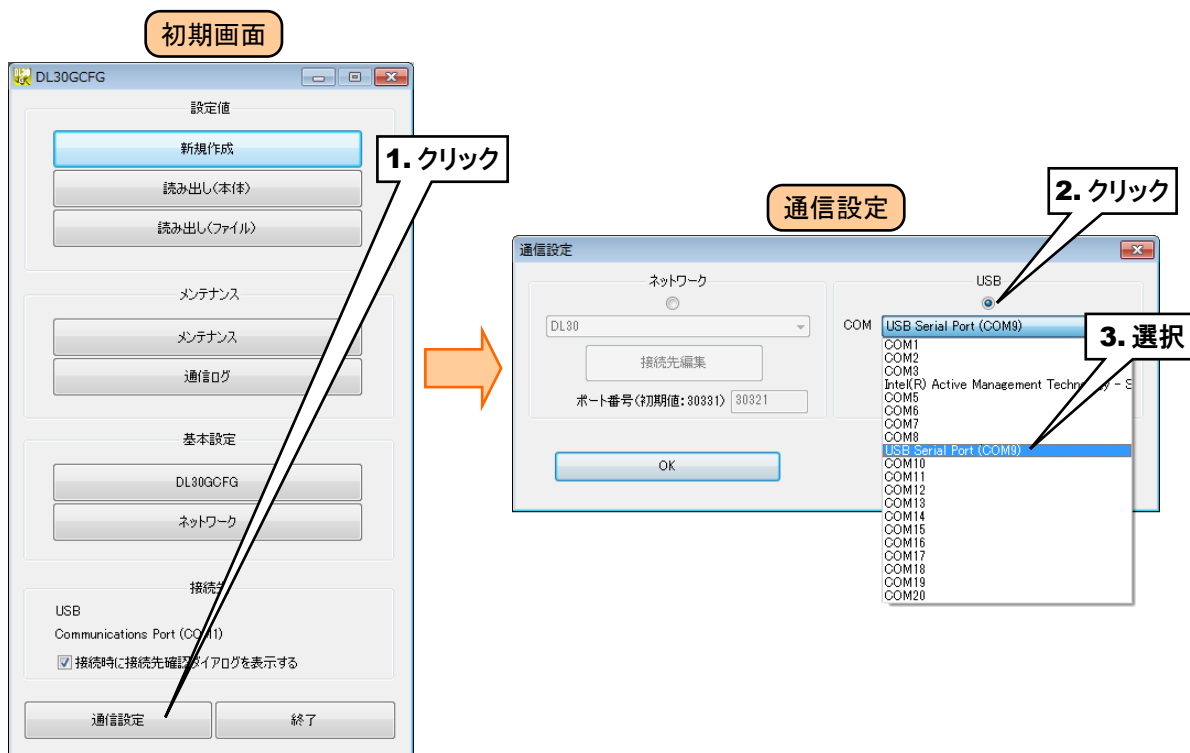 初期画面
DL30GCFG
設定値
新規作成
読み出し(本体)
読み出し(ファイル)
メンテナンス
メンテナンス
通信ログ
基本設定
DL30GCFG
ネットワーク
接続先
USB
Communications Port (COM1)
接続時に接続先確認ダイアログを表示する
通信設定
終了
1. クリック
通信設定
2. クリック
通信設定
ネットワーク
DL30
接続先編集
ポート番号(初期値:30331) 30321
OK
USB
COM USB Serial Port (COM9)
3. 選択
COM1
COM2
COM3
Intel(R) Active Management Technology - S
COM5
COM6
COM7
COM8
USB Serial Port (COM9)
COM10
COM11
COM12
COM13
COM14
COM15
COM16
COM17
COM18
COM19
COM20